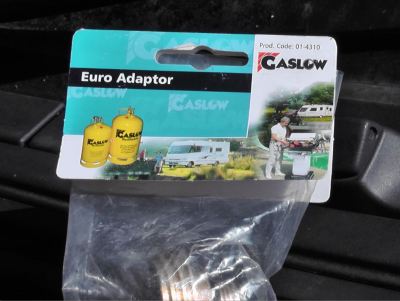 Prod. Code: 01-4310
GASLOW
Euro Adaptor
GASLOW
GASLOW